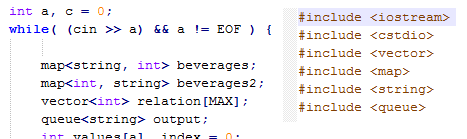 int a, c = 0;
while( (cin >> a) && a != EOF ) {
map<string, int> beverages;
map<int, string> beverages2;
vector<int> relation[MAX];
queue<string> output;
int values[a], index = 0;
#include <iostream>
#include <cstdio>
#include <vector>
#include <map>
#include <string>
#include <queue>